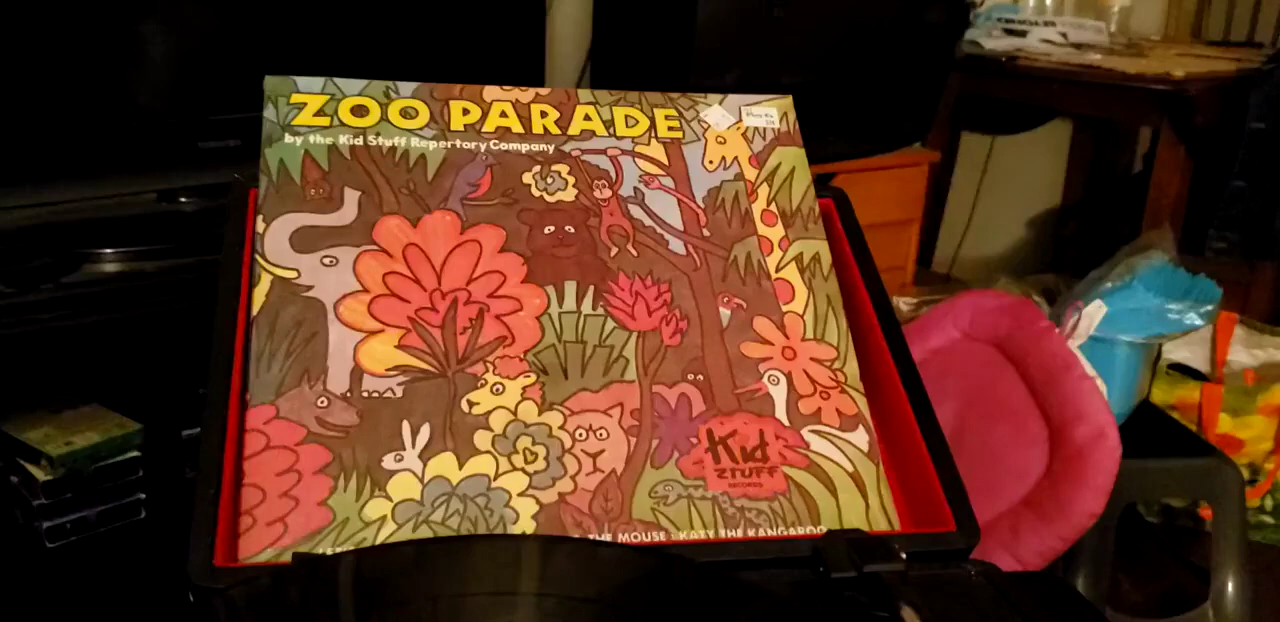 ZOO PARADE
by the Kid Stuff Repertory Company
Kid
STUFF
RECORDS
THE MOUSE · KATY THE KANGAROO